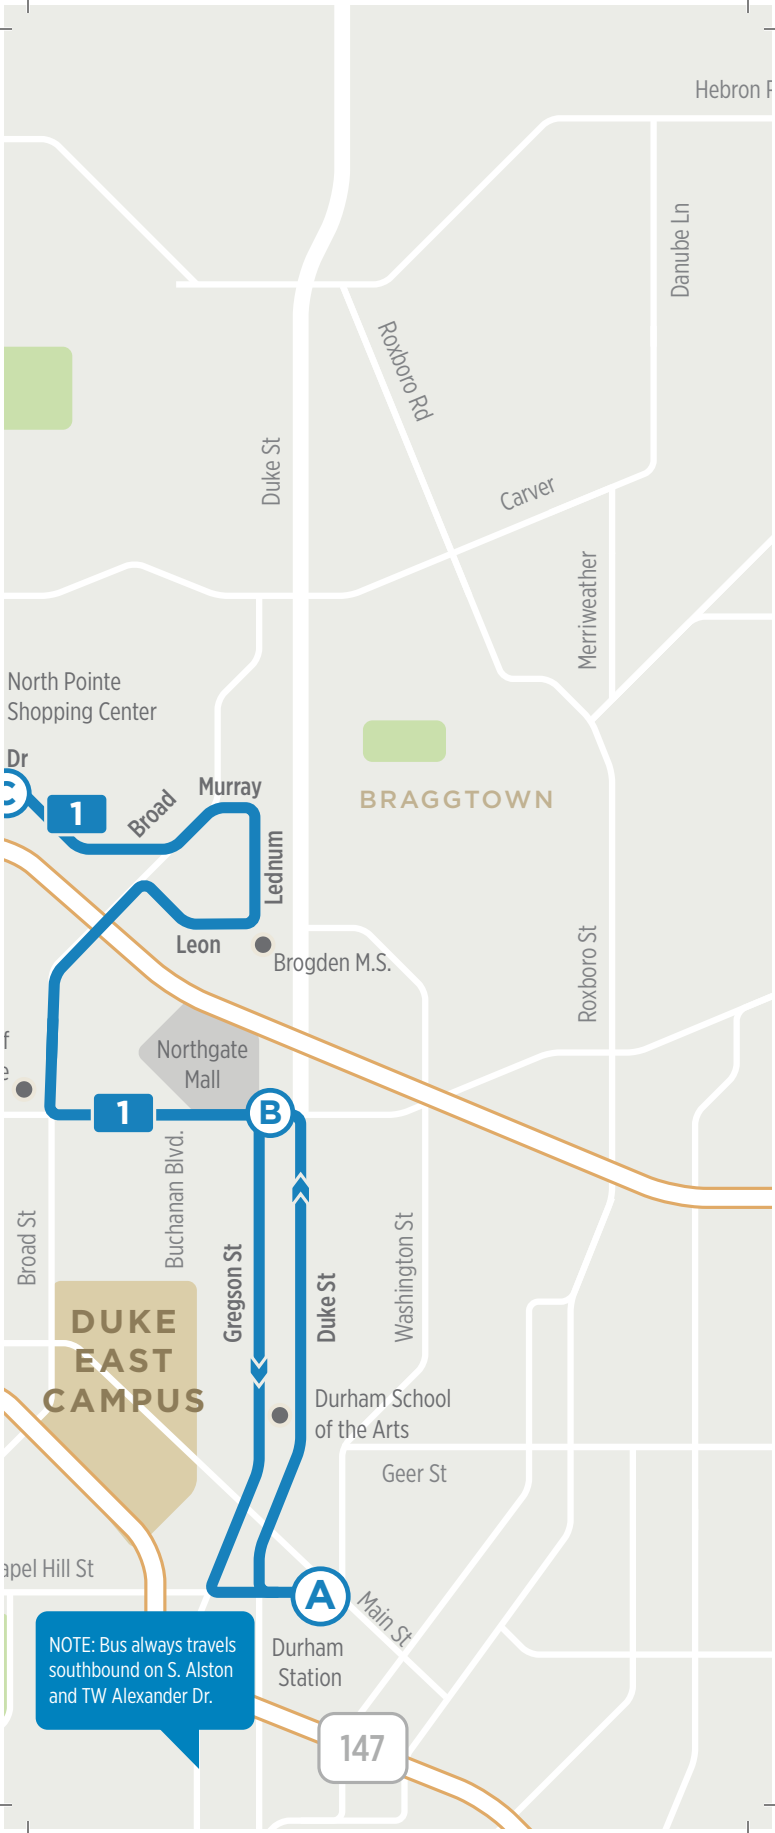 Hebron
Danube Ln
Roxboro Rd
Duke St
Carver
Merriweather
North Pointe
Shopping Center
Dr
C
1
Broad
Murray
Lednum
BRAGGTOWN
Leon
Brogden M.S.
Roxboro St
f
e
Northgate
Mall
1
B
Buchanan Blvd.
Broad St
Gregson St
Duke St
Washington St
DUKE
EAST
CAMPUS
Durham School
of the Arts
Geer St
apel Hill St
A
Main St
Durham
Station
NOTE: Bus always travels
southbound on S. Alston
and TW Alexander Dr.
147